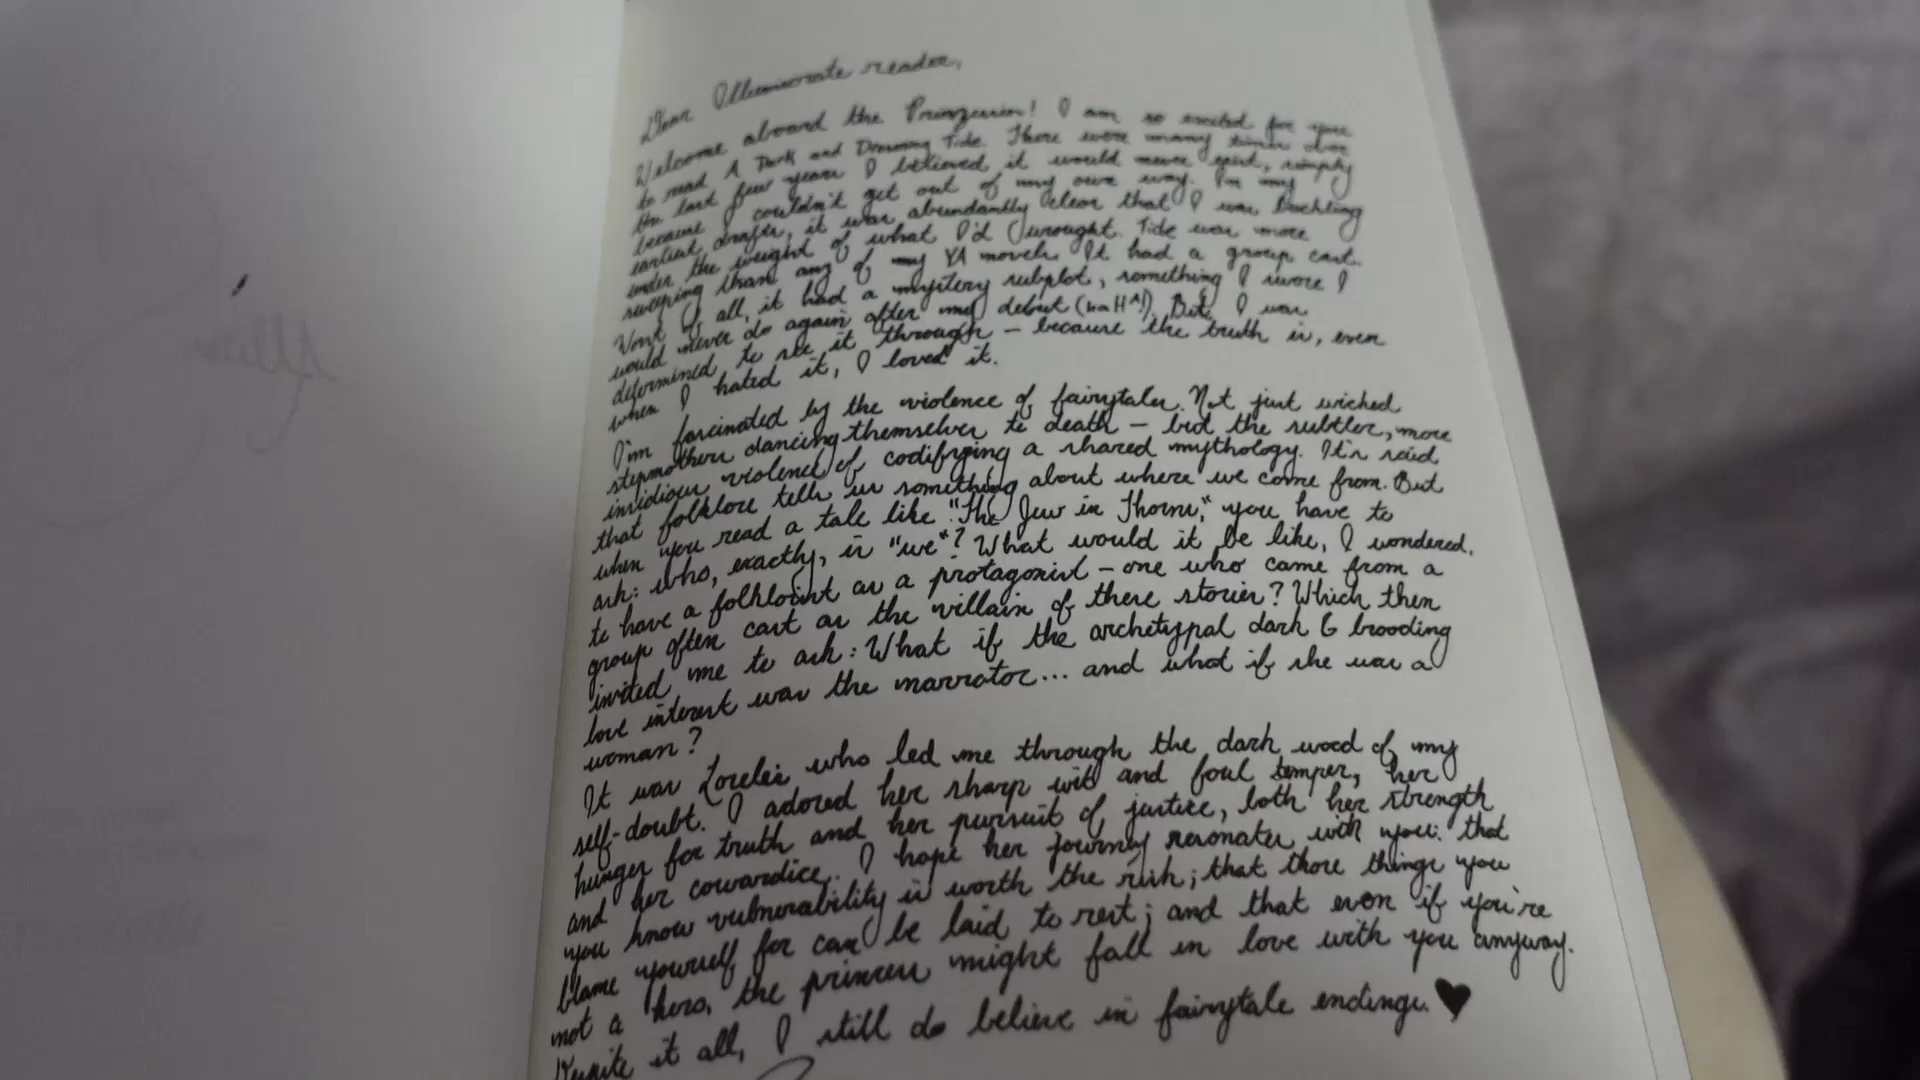 Dear Illumicrate reader,
Welcome aboard the Prinzessin! I am so excited for you
to read A Dark and Drowning Tide. There were many times over
the last few years I believed it would never exist, simply
because I couldn't get out of my own way. In my
earliest drafts, it was abundantly clear that I was buckling
under the weight of what I'd wrought. Tide was more
sweeping than any of my YA novels. It had a group cast.
Worst of all, it had a mystery subplot, something I swore I
would never do again after my debut. But I was
determined to see it through – because the truth is, even
when I hated it, I loved it.
I'm fascinated by the violence of fairytales. Not just wicked
stepmothers dancing themselves to death – but the subtler, more
insidious violence of codifying a shared mythology. It's said
that folklore tells us something about where we come from. But
when you read a tale like "The Jew in Thorns," you have to
ask: who, exactly, is "we"? What would it be like, I wondered,
to have a folklorist as a protagonist – one who came from a
group often cast as the villain of these stories? Which then
invited me to ask: What if the archetypal dark & brooding
love interest was the narrator... and what if she was a
woman?
It was Lorelei who led me through the dark wood of my
self-doubt. I adored her sharp wit and foul temper, her
hunger for truth and her pursuit of justice, both her strength
and her cowardice. I hope her journey resonates with you: that
you know vulnerability is worth the risk; that those things you
blame yourself for can be laid to rest; and that even if you're
not a hero, the princess might fall in love with you anyway.
Despite it all, I still do believe in fairytale endings. ♥